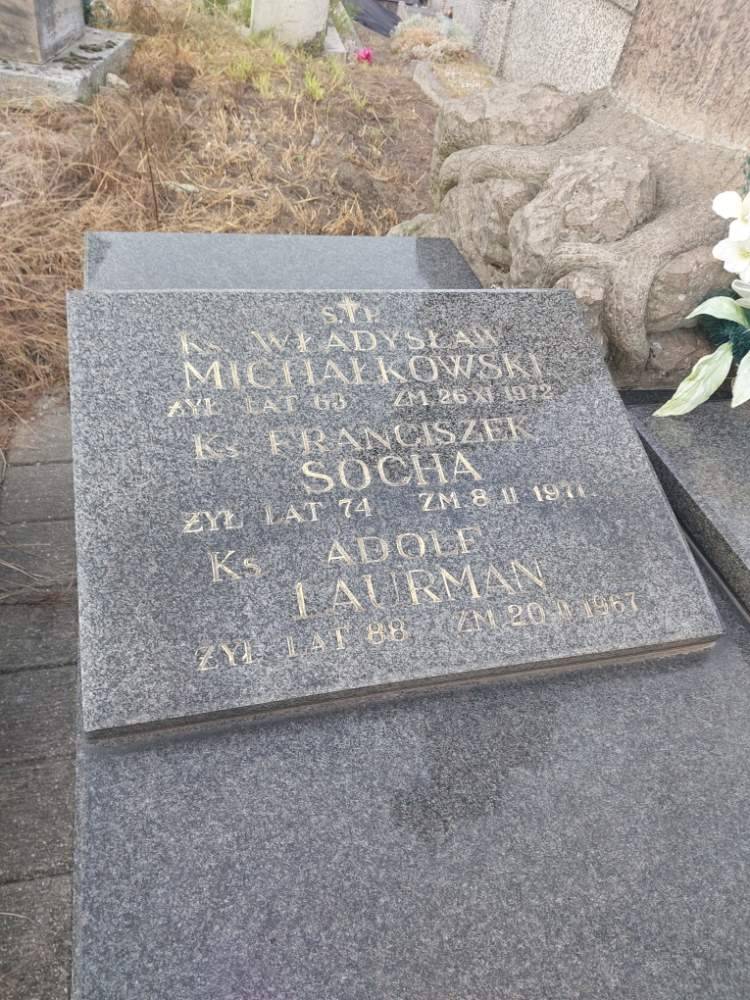 Ś.†P.
Ks. WŁADYSŁAW
MICHAŁKOWSKI
ŻYŁ LAT 63 ZM. 26 XI 1972
Ks. FRANCISZEK
SOCHA
ŻYŁ LAT 74 ZM. 8 II 1971
Ks. ADOLF
LAURMAN
ŻYŁ LAT 88 ZM 20 II 1967